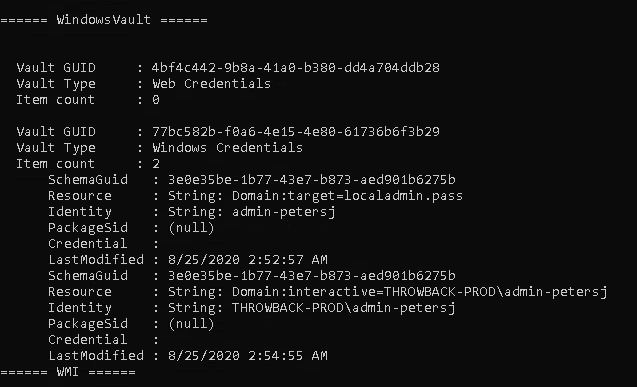 ====== WindowsVault ======
Vault GUID : 4bf4c442-9b8a-41a0-b380-dd4a704ddb28
Vault Type : Web Credentials
Item count : 0
Vault GUID : 77bc582b-f0a6-4e15-4e80-61736b6f3b29
Vault Type : Windows Credentials
Item count : 2
SchemaGuid : 3e0e35be-1b77-43e7-b873-aed901b6275b
Resource : String: Domain:target=localadmin.pass
Identity : String: admin-petersj
PackageSid : (null)
Credential :
LastModified : 8/25/2020 2:52:57 AM
SchemaGuid : 3e0e35be-1b77-43e7-b873-aed901b6275b
Resource : String: Domain:interactive=THROWBACK-PROD\admin-petersj
Identity : String: THROWBACK-PROD\admin-petersj
PackageSid : (null)
Credential :
LastModified : 8/25/2020 2:54:55 AM
====== WMI ======